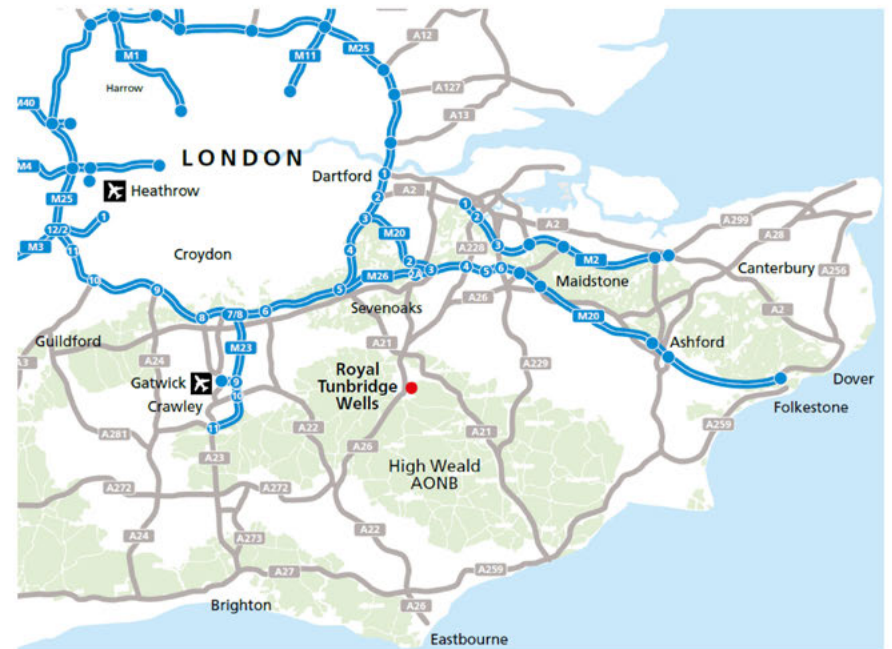 A12
M25
M1
M11
Harrow
A127
M40
A13
LONDON
M4
Dartford
1
A2
Heathrow
2
1
M25
A299
12/2
1
3
M20
2
A2
A28
M3
11
Croydon
4
A228
3
M2
Canterbury
A256
10
9
5
M26
2
2A
3
4
5
6
Maidstone
8
7/8
6
Sevenoaks
A26
M20
A2
Guildford
A24
M23
A21
Ashford
A3
Royal
Tunbridge
Wells
A229
Gatwick
9
Dover
Crawley
10
Folkestone
11
A281
A22
A21
A259
A23
A26
High Weald
AONB
A272
A272
A24
A273
A22
A27
A259
Brighton
A26
Eastbourne